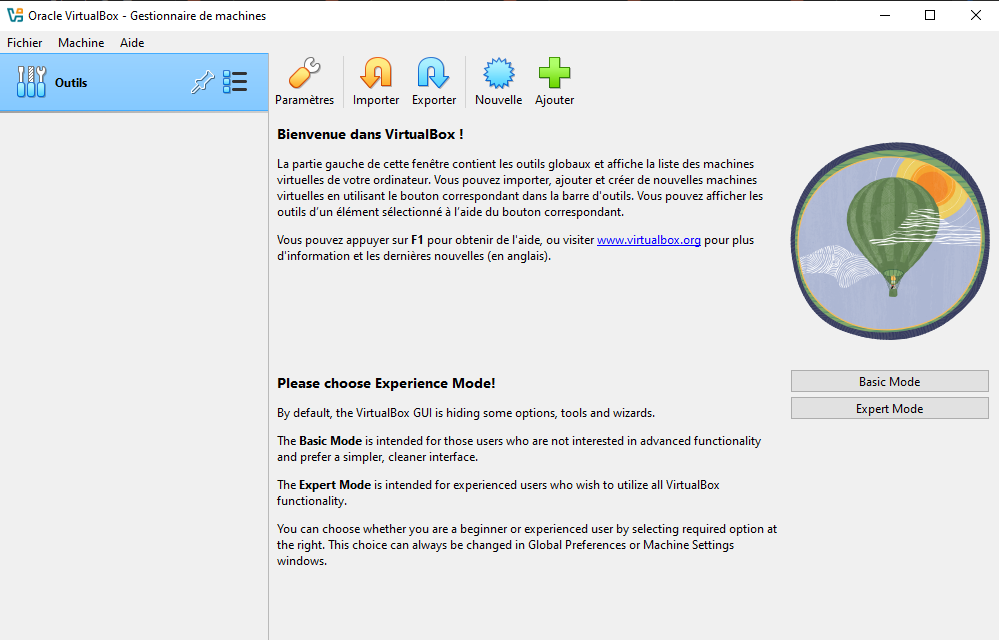 Oracle VirtualBox - Gestionnaire de machines
Fichier Machine Aide
Outils
Paramètres Importer Exporter Nouvelle Ajouter
Bienvenue dans VirtualBox !
La partie gauche de cette fenêtre contient les outils globaux et affiche la liste des machines
virtuelles de votre ordinateur. Vous pouvez importer, ajouter et créer de nouvelles machines
virtuelles en utilisant le bouton correspondant dans la barre d'outils. Vous pouvez afficher les
outils d'un élément sélectionné à l'aide du bouton correspondant.
Vous pouvez appuyer sur F1 pour obtenir de l'aide, ou visiter www.virtualbox.org pour plus
d'information et les dernières nouvelles (en anglais).
Please choose Experience Mode!
By default, the VirtualBox GUI is hiding some options, tools and wizards.
The Basic Mode is intended for those users who are not interested in advanced functionality
and prefer a simpler, cleaner interface.
The Expert Mode is intended for experienced users who wish to utilize all VirtualBox
functionality.
You can choose whether you are a beginner or experienced user by selecting required option at
the right. This choice can always be changed in Global Preferences or Machine Settings
windows.
Basic Mode
Expert Mode